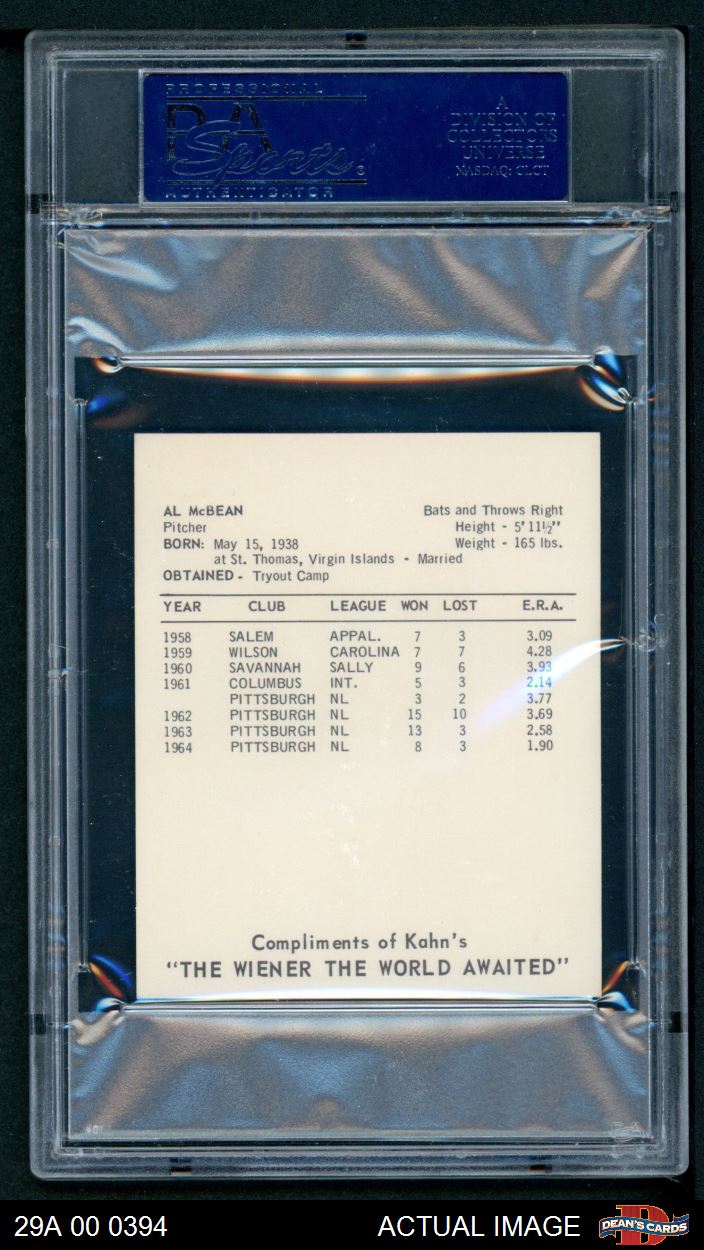 PROFESSIONAL
PSA
Sports
AUTHENTICATOR
A
DIVISION OF
COLLECTORS
UNIVERSE
NASDAQ: CLCT
AL McBEAN Bats and Throws Right
Pitcher Height - 5' 11½"
BORN: May 15, 1938 Weight - 165 lbs.
at St. Thomas, Virgin Islands - Married
OBTAINED - Tryout Camp
YEAR CLUB LEAGUE WON LOST E.R.A.
1958 SALEM APPAL. 7 3 3.09
1959 WILSON CAROLINA 7 7 4.28
1960 SAVANNAH SALLY 9 6 3.93
1961 COLUMBUS INT. 5 3 2.14
PITTSBURGH NL 3 2 3.77
1962 PITTSBURGH NL 15 10 3.69
1963 PITTSBURGH NL 13 3 2.58
1964 PITTSBURGH NL 8 3 1.90
Compliments of Kahn's
"THE WIENER THE WORLD AWAITED"
29A 00 0394 ACTUAL IMAGE DEAN'S CARDS